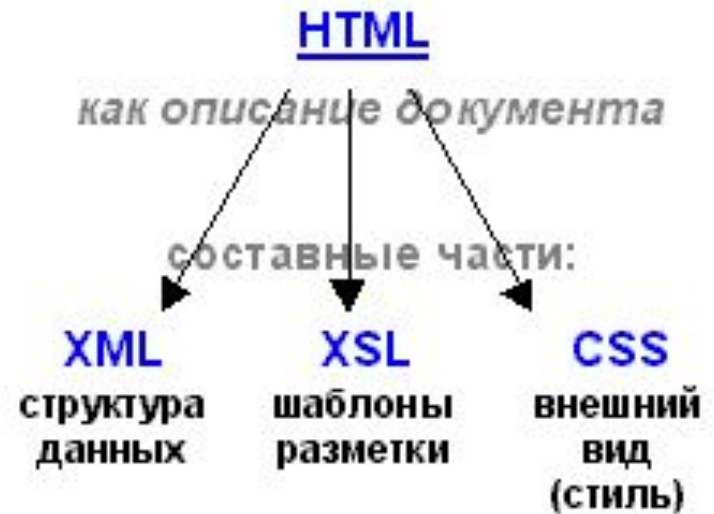 HTML
как описание документа
составные части:
XML XSL CSS
структура шаблоны внешний
данных разметки вид
(стиль)